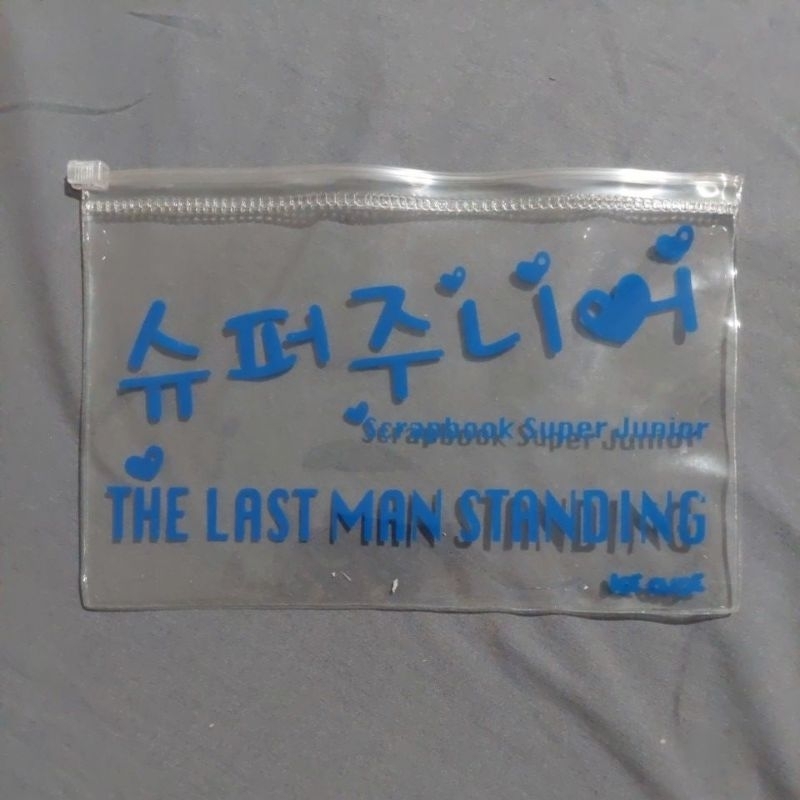 슈퍼주니어
Scrapbook Super Junior
THE LAST MAN STANDING